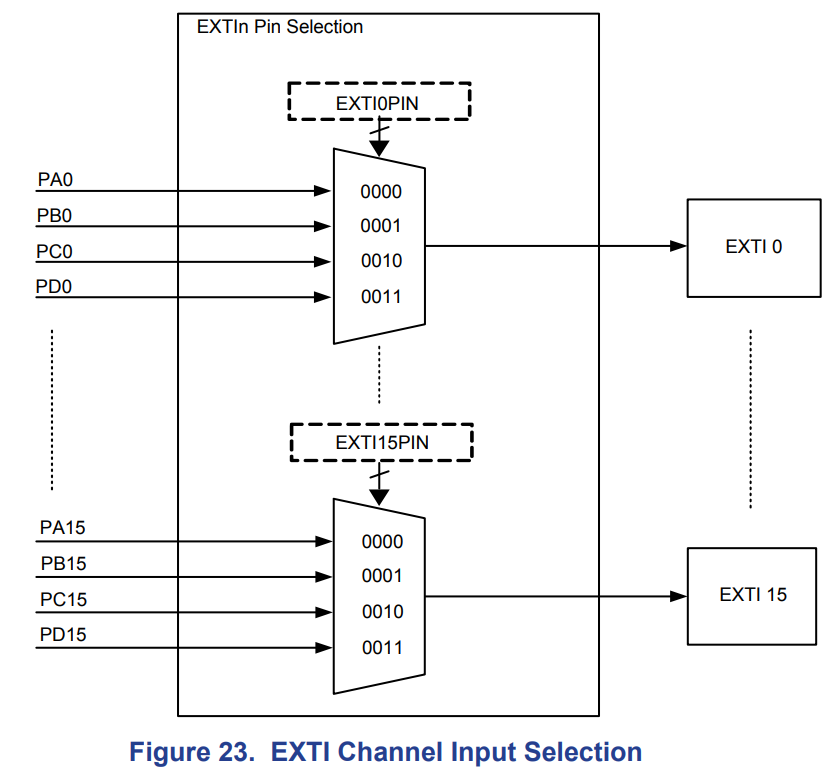 EXTIn Pin Selection
EXTI0PIN
PA0
PB0
PC0
PD0
0000
0001
0010
0011
EXTI 0
EXTI15PIN
PA15
PB15
PC15
PD15
0000
0001
0010
0011
EXTI 15
Figure 23. EXTI Channel Input Selection